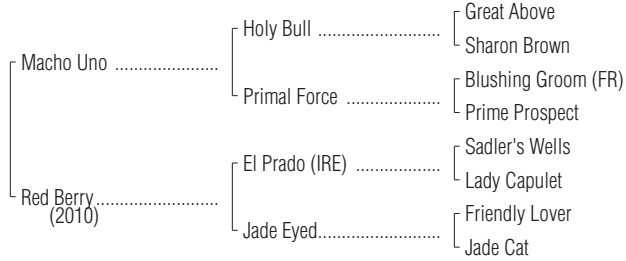 Great Above
Holy Bull ............................
Sharon Brown
Macho Uno .......................
Blushing Groom (FR)
Primal Force .....................
Prime Prospect
Sadler's Wells
El Prado (IRE) ...................
Lady Capulet
Red Berry...........................
(2010)
Friendly Lover
Jade Eyed...........................
Jade Cat